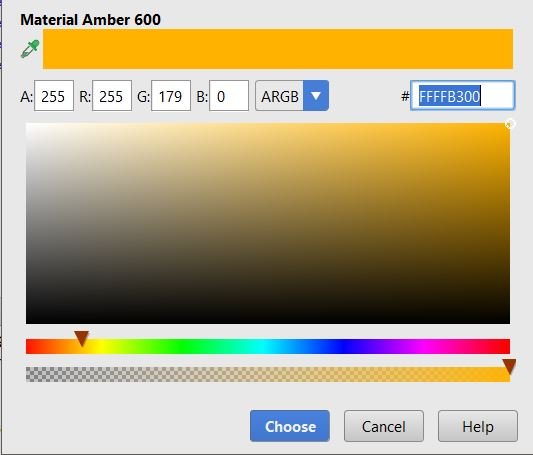 Material Amber 600
A: 255 R: 255 G: 179 B: 0 ARGB # FFFFB300
Choose Cancel Help